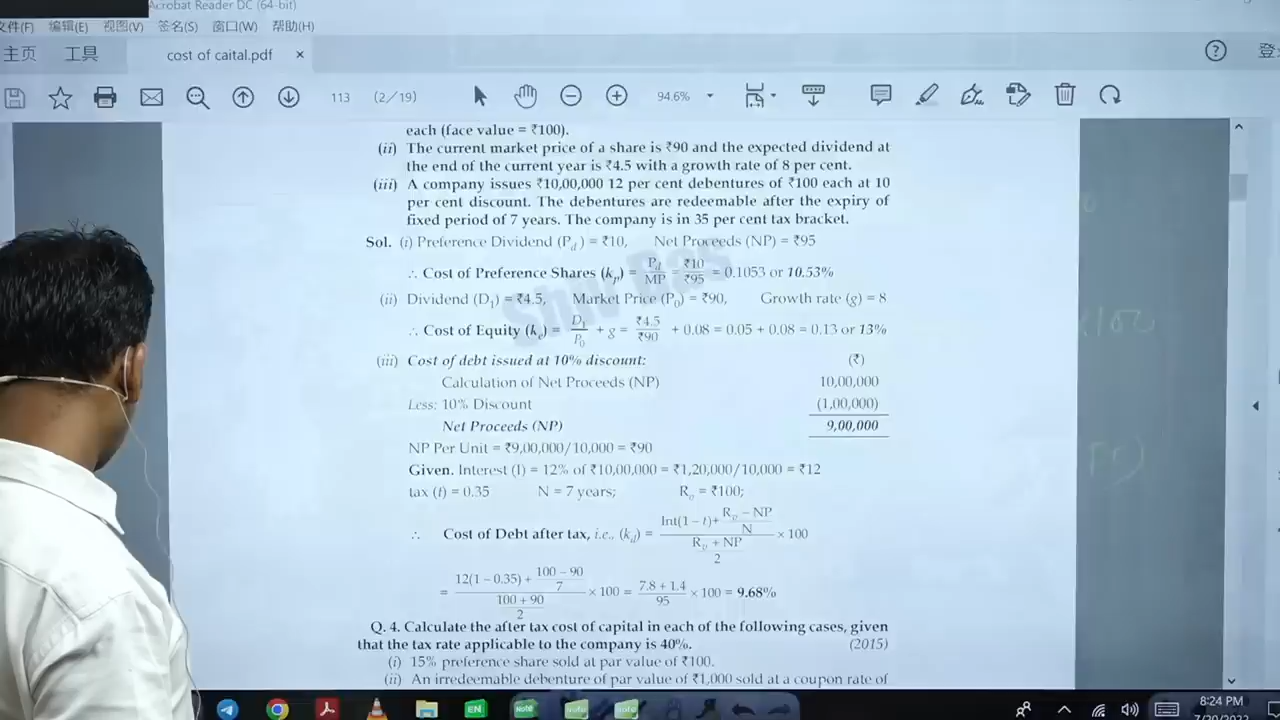 Acrobat Reader DC (64-bit)
文件(F) 编辑(E) 视图(V) 签名(S) 窗口(W) 帮助(H)
主页 工具 cost of caital.pdf ×
113 (2/19) 94.6%
each (face value = ₹100).
(ii) The current market price of a share is ₹90 and the expected dividend at
the end of the current year is ₹4.5 with a growth rate of 8 per cent.
(iii) A company issues ₹10,00,000 12 per cent debentures of ₹100 each at 10
per cent discount. The debentures are redeemable after the expiry of
fixed period of 7 years. The company is in 35 per cent tax bracket.
Sol. (i) Preference Dividend (P_d) = ₹10, Net Proceeds (NP) = ₹95
∴ Cost of Preference Shares (k_p) = P_d/MP = ₹10/₹95 = 0.1053 or 10.53%
(ii) Dividend (D₁) = ₹4.5, Market Price (P₀) = ₹90, Growth rate (g) = 8
∴ Cost of Equity (k_e) = D₁/P₀ + g = ₹4.5/₹90 + 0.08 = 0.05 + 0.08 = 0.13 or 13%
(iii) Cost of debt issued at 10% discount: (₹)
Calculation of Net Proceeds (NP) 10,00,000
Less: 10% Discount (1,00,000)
Net Proceeds (NP) 9,00,000
NP Per Unit = ₹9,00,000/10,000 = ₹90
Given. Interest (I) = 12% of ₹10,00,000 = ₹1,20,000/10,000 = ₹12
tax (t) = 0.35 N = 7 years; R_v = ₹100;
∴ Cost of Debt after tax, i.e., (k_d) = (Int(1 − t) + (R_v − NP)/N) / ((R_v + NP)/2) × 100
= (12(1 − 0.35) + (100 − 90)/7) / ((100 + 90)/2) × 100 = (7.8 + 1.4)/95 × 100 = 9.68%
Q. 4. Calculate the after tax cost of capital in each of the following cases, given
that the tax rate applicable to the company is 40%. (2015)
(i) 15% preference share sold at par value of ₹100.
(ii) An irredeemable debenture of par value of ₹1,000 sold at a coupon rate of
8:24 PM